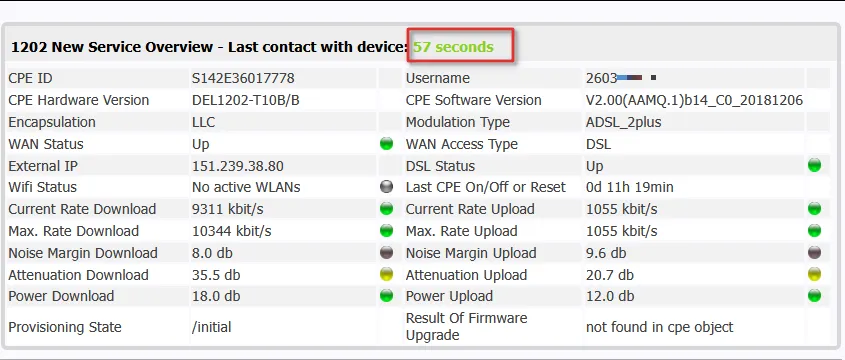 1202 New Service Overview - Last contact with device: 57 seconds
CPE ID S142E36017778 Username 2603
CPE Hardware Version DEL1202-T10B/B CPE Software Version V2.00(AAMQ.1)b14_C0_20181206
Encapsulation LLC Modulation Type ADSL_2plus
WAN Status Up WAN Access Type DSL
External IP 151.239.38.80 DSL Status Up
Wifi Status No active WLANs Last CPE On/Off or Reset 0d 11h 19min
Current Rate Download 9311 kbit/s Current Rate Upload 1055 kbit/s
Max. Rate Download 10344 kbit/s Max. Rate Upload 1055 kbit/s
Noise Margin Download 8.0 db Noise Margin Upload 9.6 db
Attenuation Download 35.5 db Attenuation Upload 20.7 db
Power Download 18.0 db Power Upload 12.0 db
Provisioning State /initial Result Of Firmware
Upgrade not found in cpe object